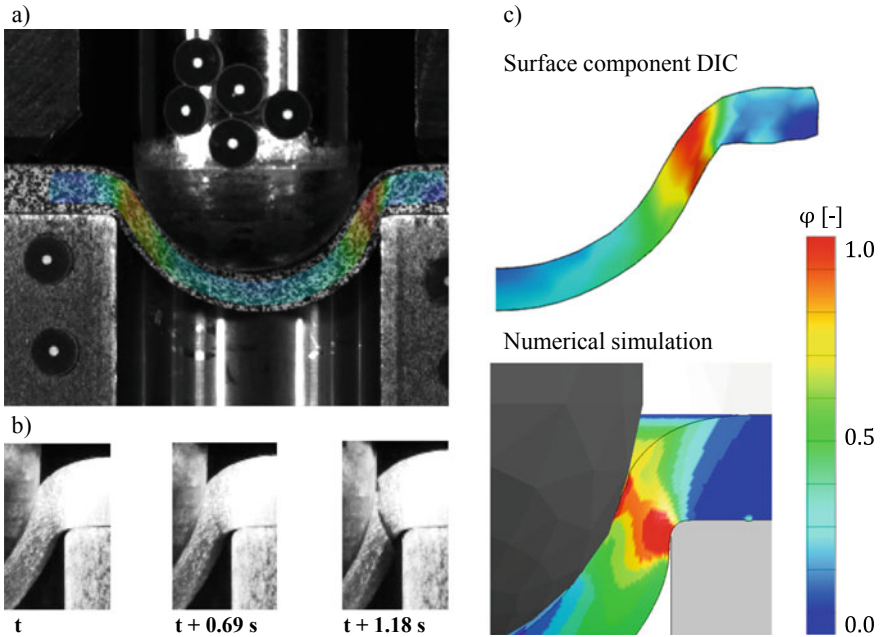 a)
c)
Surface component DIC
φ [-]
1.0
Numerical simulation
0.5
b)
0.0
t
t + 0.69 s
t + 1.18 s